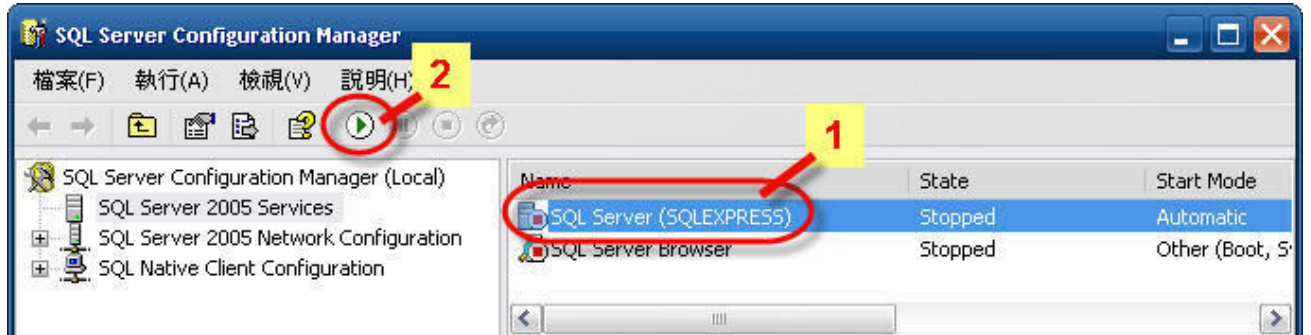 SQL Server Configuration Manager
檔案(F) 執行(A) 檢視(V) 說明(H)
2
1
SQL Server Configuration Manager (Local)
SQL Server 2005 Services
SQL Server 2005 Network Configuration
SQL Native Client Configuration
Name State Start Mode
SQL Server (SQLEXPRESS) Stopped Automatic
SQL Server Browser Stopped Other (Boot, S